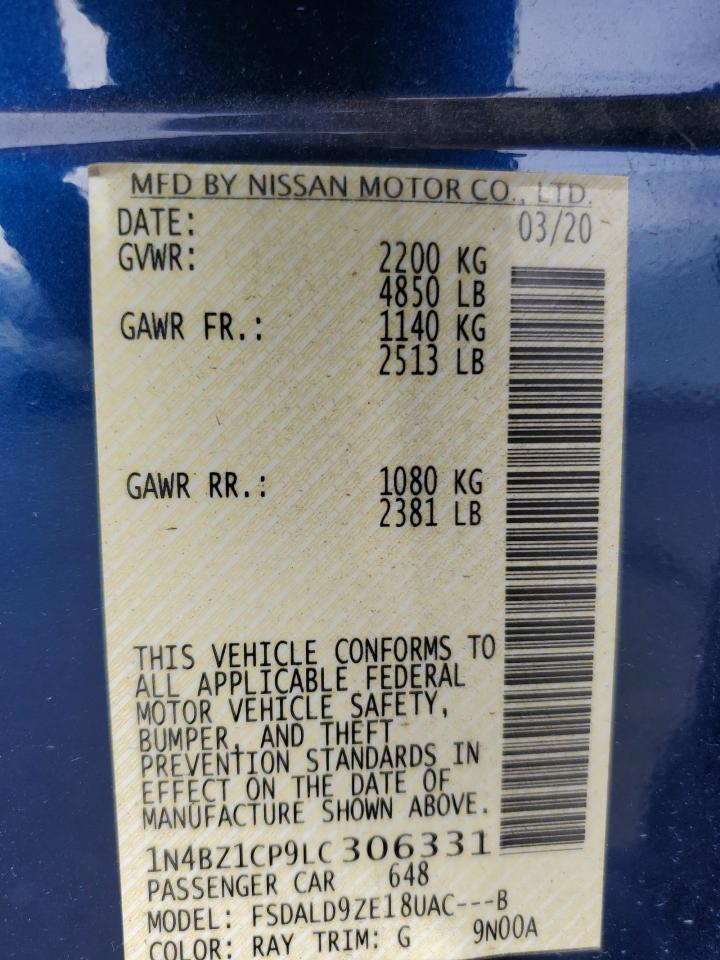 MFD BY NISSAN MOTOR CO., LTD.
DATE: 03/20
GVWR: 2200 KG
4850 LB
GAWR FR.: 1140 KG
2513 LB
GAWR RR.: 1080 KG
2381 LB
THIS VEHICLE CONFORMS TO
ALL APPLICABLE FEDERAL
MOTOR VEHICLE SAFETY,
BUMPER, AND THEFT
PREVENTION STANDARDS IN
EFFECT ON THE DATE OF
MANUFACTURE SHOWN ABOVE.
1N4BZ1CP9LC306331
PASSENGER CAR 648
MODEL: FSDALD9ZE18UAC---B
COLOR: RAY TRIM: G 9N00A